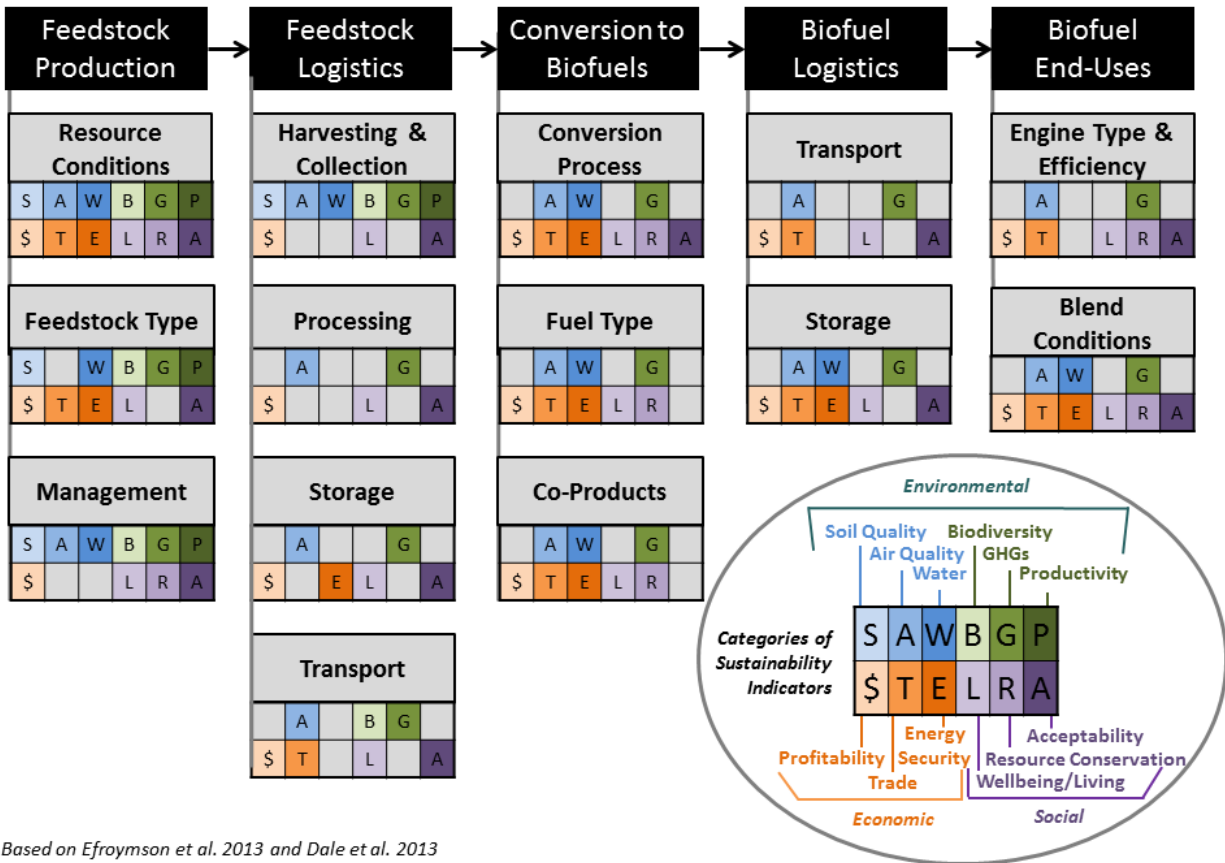 Feedstock
Production
Feedstock
Logistics
Conversion to
Biofuels
Biofuel
Logistics
Biofuel
End-Uses
Resource
Conditions
S A W B G P
$ T E L R A
Feedstock Type
S W B G P
$ T E L A
Management
S A W B G P
$ L R A
Harvesting &
Collection
S A W B G P
$ L A
Processing
A G
$ L A
Storage
A G
$ E L A
Transport
A B G
$ T L A
Conversion
Process
A W G
$ T E L R A
Fuel Type
A W G
$ T E L R
Co-Products
A W G
$ T E L R
Transport
A G
$ T L A
Storage
A W G
$ T E L A
Engine Type &
Efficiency
A G
$ T L R A
Blend
Conditions
A W G
$ T E L R A
Environmental
Soil Quality
Air Quality
Water
Biodiversity
GHGs
Productivity
Categories of
Sustainability
Indicators
S A W B G P
$ T E L R A
Profitability
Trade
Energy
Security
Acceptability
Resource Conservation
Wellbeing/Living
Economic
Social
Based on Efroymson et al. 2013 and Dale et al. 2013